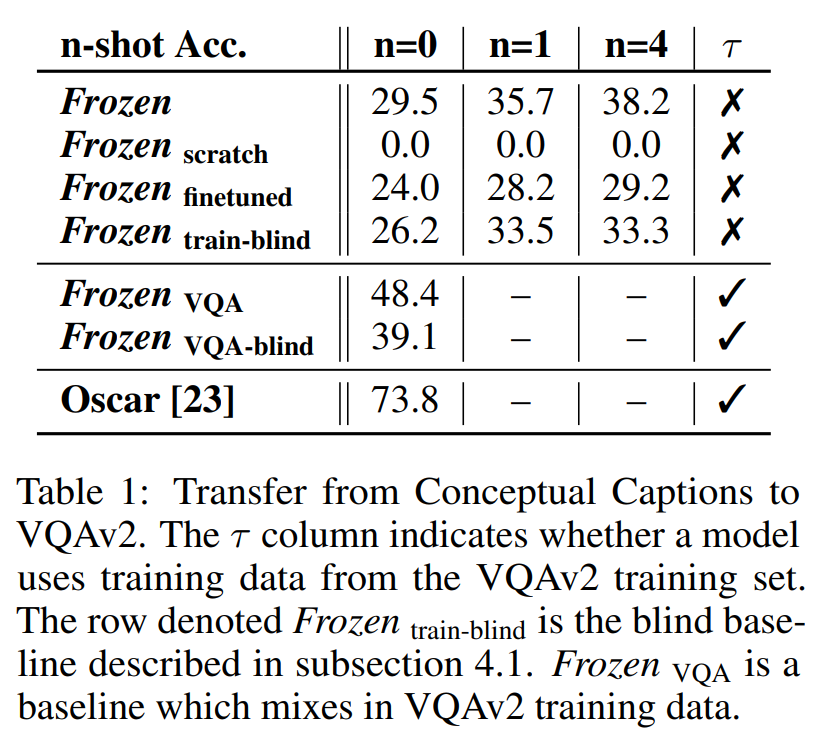 n-shot Acc. n=0 n=1 n=4 τ
Frozen 29.5 35.7 38.2 ✗
Frozen scratch 0.0 0.0 0.0 ✗
Frozen finetuned 24.0 28.2 29.2 ✗
Frozen train-blind 26.2 33.5 33.3 ✗
Frozen VQA 48.4 – – ✓
Frozen VQA-blind 39.1 – – ✓
Oscar [23] 73.8 – – ✓
Table 1: Transfer from Conceptual Captions to
VQAv2. The τ column indicates whether a model
uses training data from the VQAv2 training set.
The row denoted Frozen train-blind is the blind base-
line described in subsection 4.1. Frozen VQA is a
baseline which mixes in VQAv2 training data.